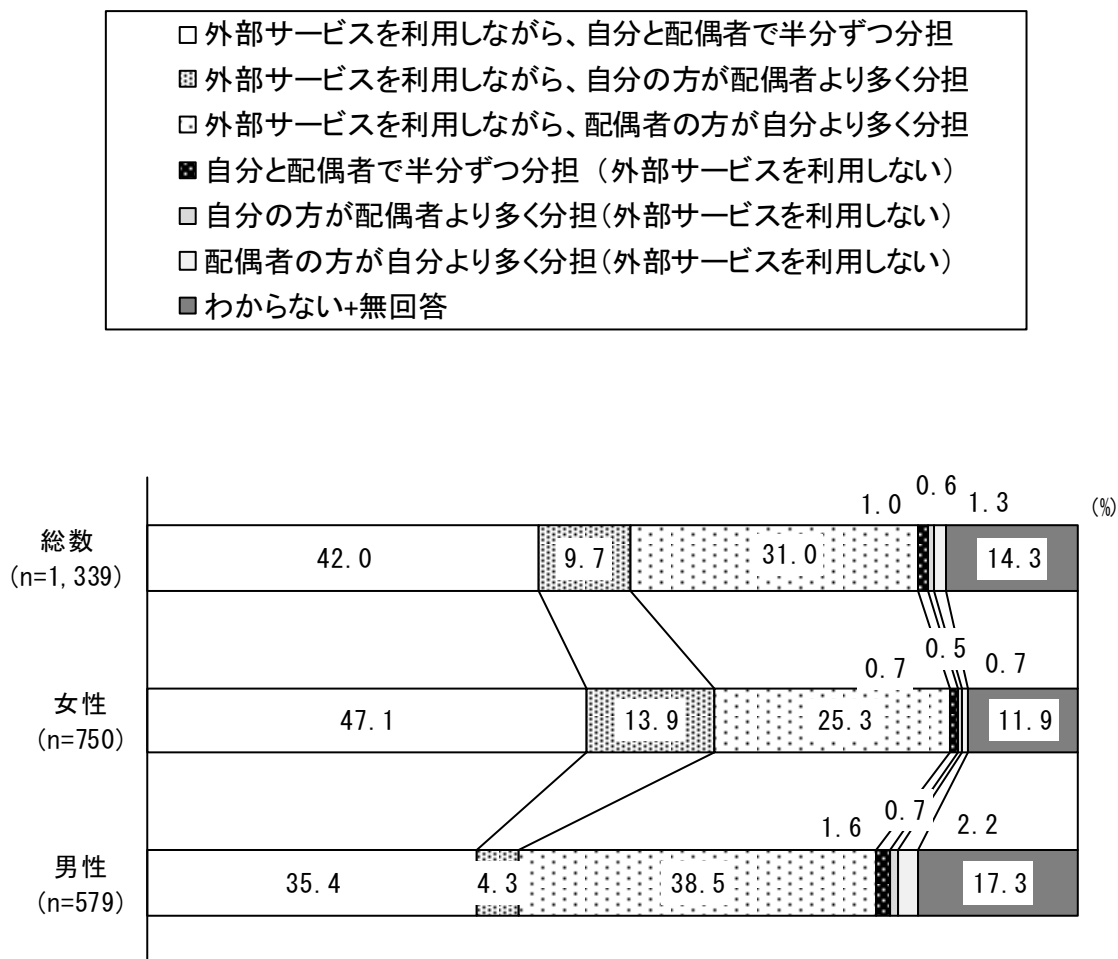 □外部サービスを利用しながら、自分と配偶者で半分ずつ分担
外部サービスを利用しながら、自分の方が配偶者より多く分担
外部サービスを利用しながら、配偶者の方が自分より多く分担
自分と配偶者で半分ずつ分担 (外部サービスを利用しない)
自分の方が配偶者より多く分担(外部サービスを利用しない)
配偶者の方が自分より多く分担(外部サービスを利用しない)
わからない+無回答
1.0 0.6 1.3 (%)
総数
(n=1,339)
42.0 9.7 31.0 14.3
0.7 0.5 0.7
女性
(n=750)
47.1 13.9 25.3 11.9
1.6 0.7 2.2
男性
(n=579)
35.4 4.3 38.5 17.3